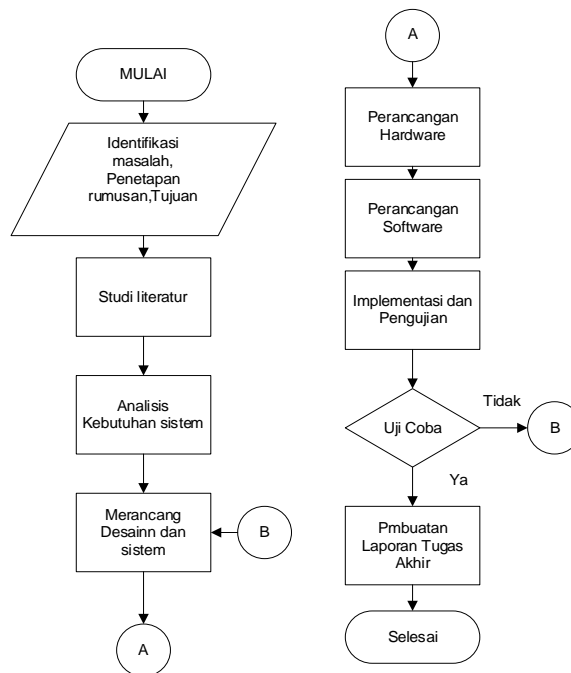 MULAI
Identifikasi
masalah,
Penetapan
rumusan,Tujuan
Studi literatur
Analisis
Kebutuhan sistem
Merancang
Desainn dan
sistem
B
A
A
Perancangan
Hardware
Perancangan
Software
Implementasi dan
Pengujian
Uji Coba
Tidak
B
Ya
Pmbuatan
Laporan Tugas
Akhir
Selesai